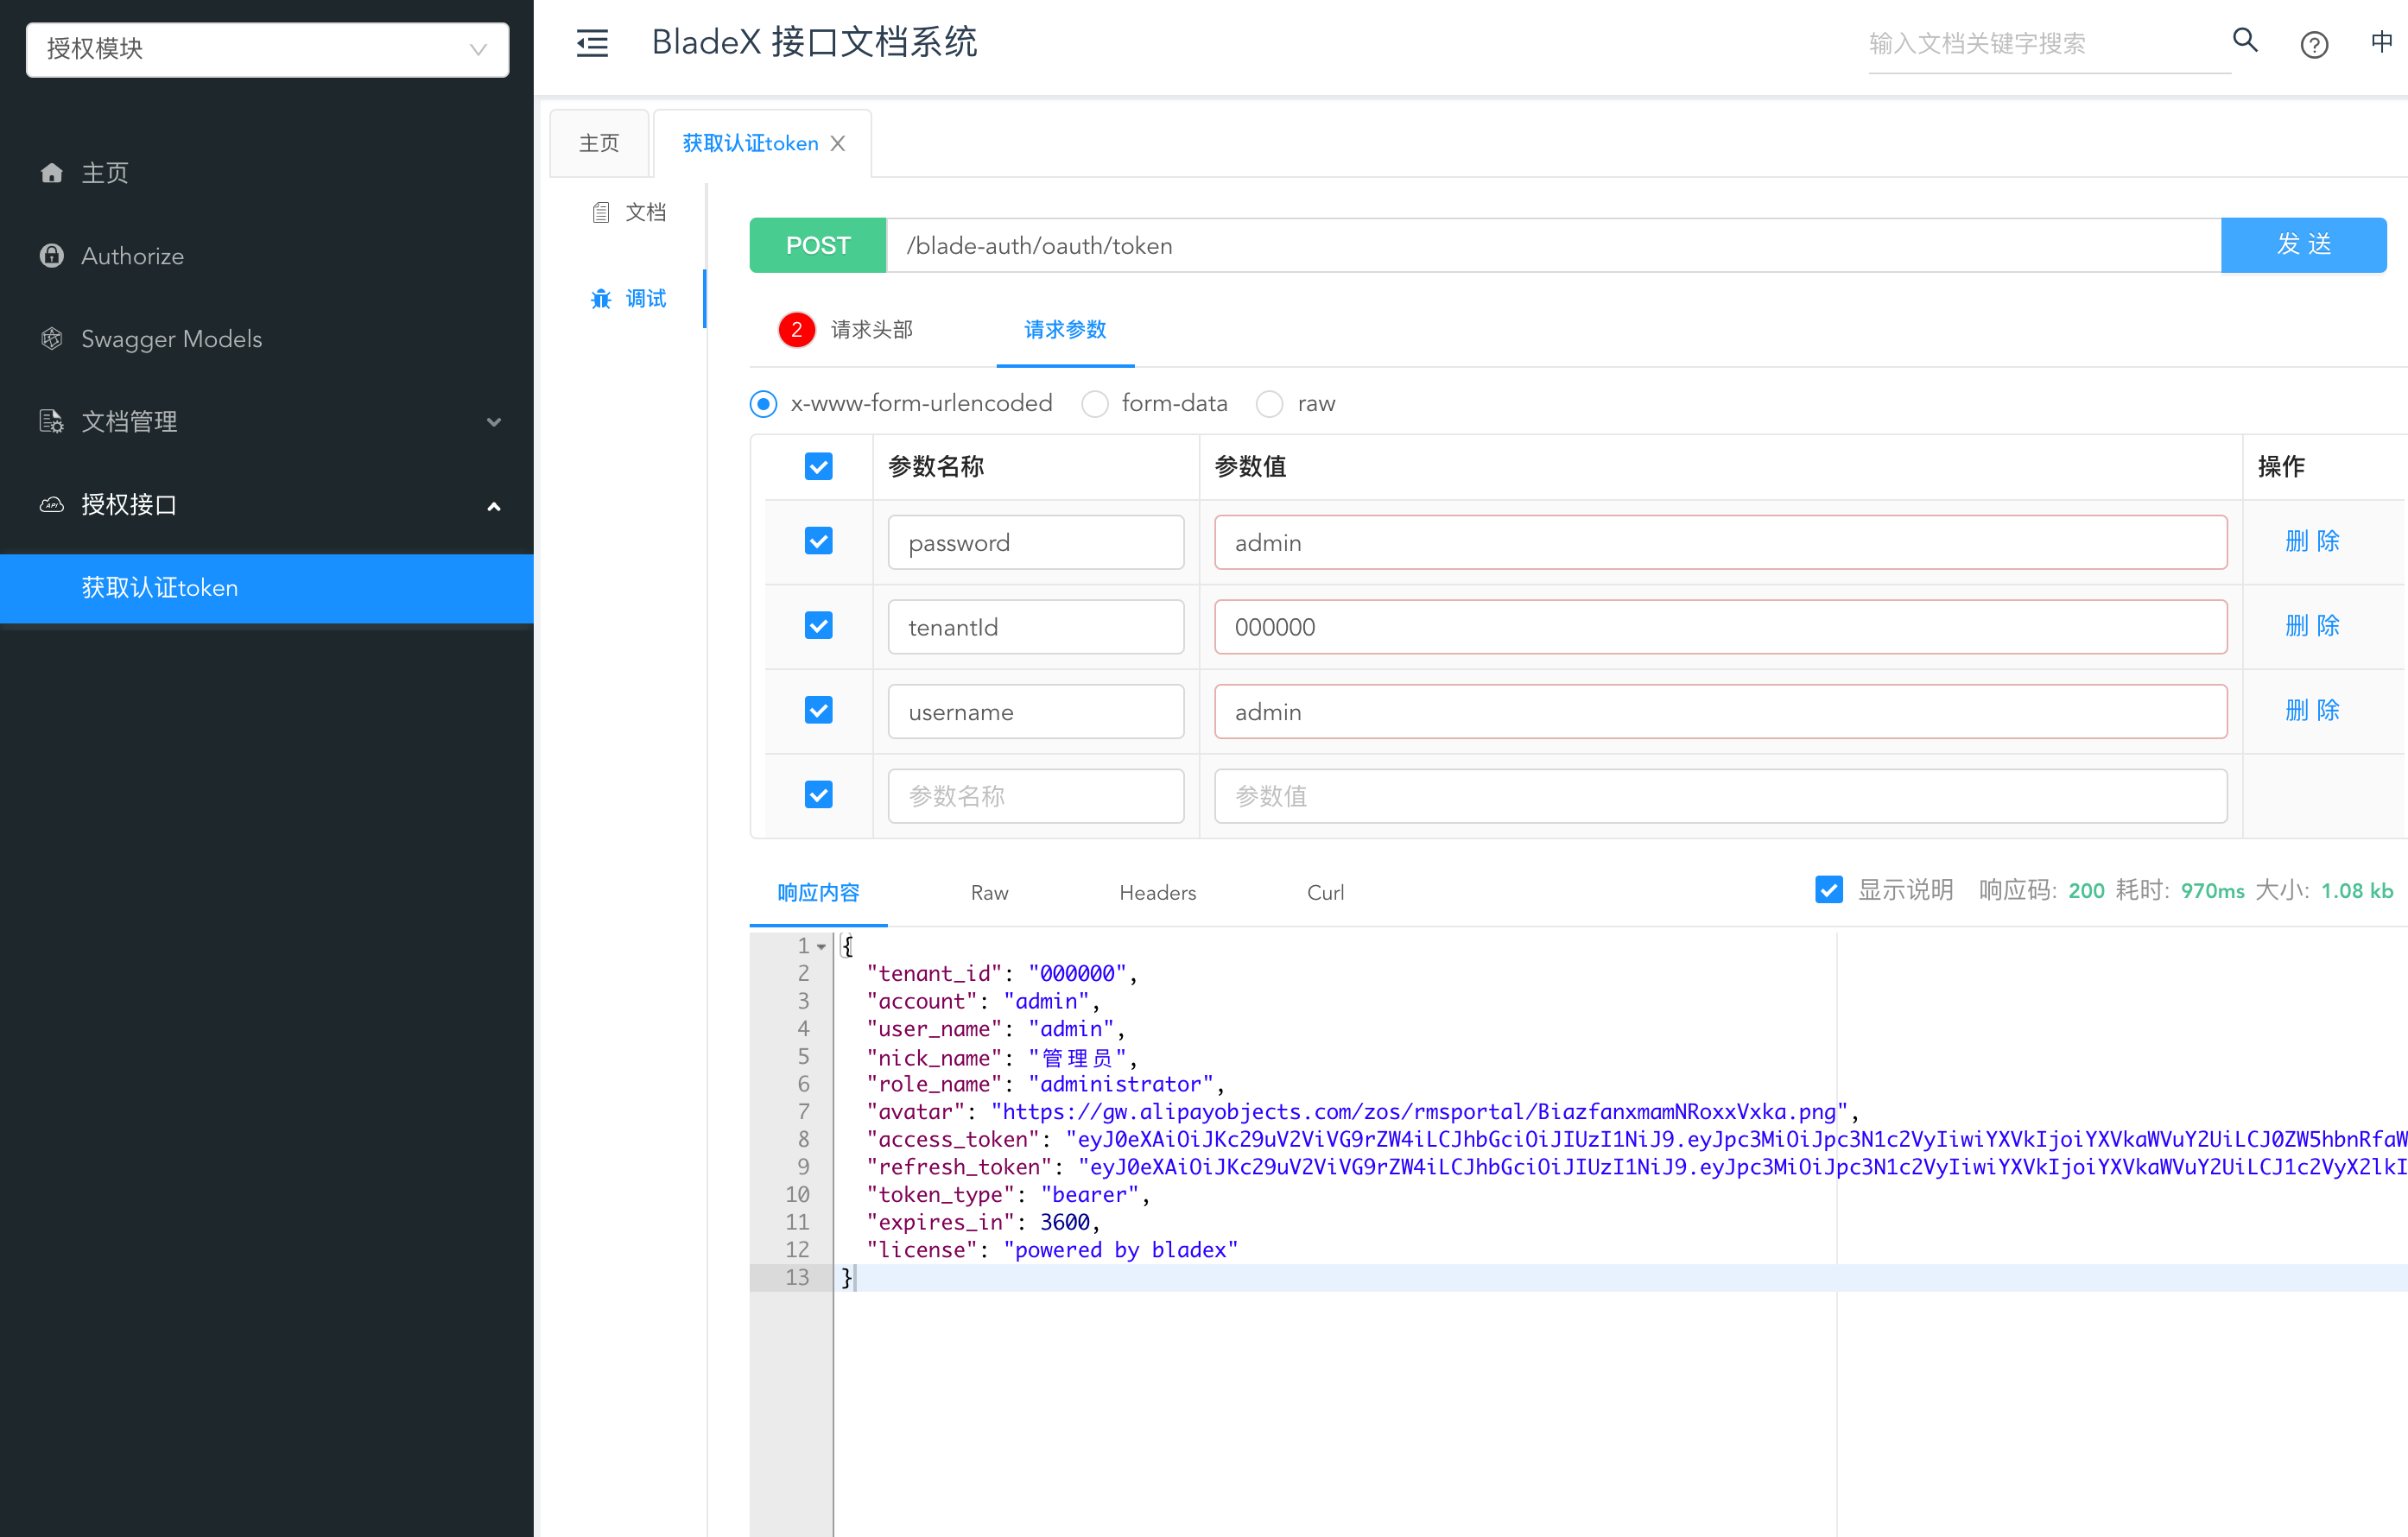 授权模块
BladeX 接口文档系统
输入文档关键字搜索
中
主页
Authorize
Swagger Models
文档管理
授权接口
获取认证token
主页
获取认证token
文档
调试
POST
/blade-auth/oauth/token
发 送
2 请求头部
请求参数
x-www-form-urlencoded
form-data
raw
参数名称 参数值 操作
password admin 删 除
tenantId 000000 删 除
username admin 删 除
参数名称 参数值
响应内容 Raw Headers Curl
显示说明 响应码: 200 耗时: 970ms 大小: 1.08 kb
1 {
2 "tenant_id": "000000",
3 "account": "admin",
4 "user_name": "admin",
5 "nick_name": "管理员",
6 "role_name": "administrator",
7 "avatar": "https://gw.alipayobjects.com/zos/rmsportal/BiazfanxmamNRoxxVxka.png",
8 "access_token": "eyJ0eXAiOiJKc29uV2ViVG9rZW4iLCJhbGciOiJIUzI1NiJ9.eyJpc3MiOiJpc3N1c2VyIiwiYXVkIjoiYXVkaWVuY2UiLCJ0ZW5hbnRfaW
9 "refresh_token": "eyJ0eXAiOiJKc29uV2ViVG9rZW4iLCJhbGciOiJIUzI1NiJ9.eyJpc3MiOiJpc3N1c2VyIiwiYXVkIjoiYXVkaWVuY2UiLCJ1c2VyX2lkI
10 "token_type": "bearer",
11 "expires_in": 3600,
12 "license": "powered by bladex"
13 }